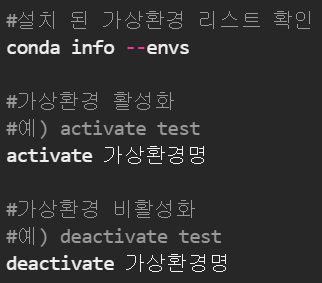 #설치 된 가상환경 리스트 확인
conda info --envs
#가상환경 활성화
#예) activate test
activate 가상환경명
#가상환경 비활성화
#예) deactivate test
deactivate 가상환경명